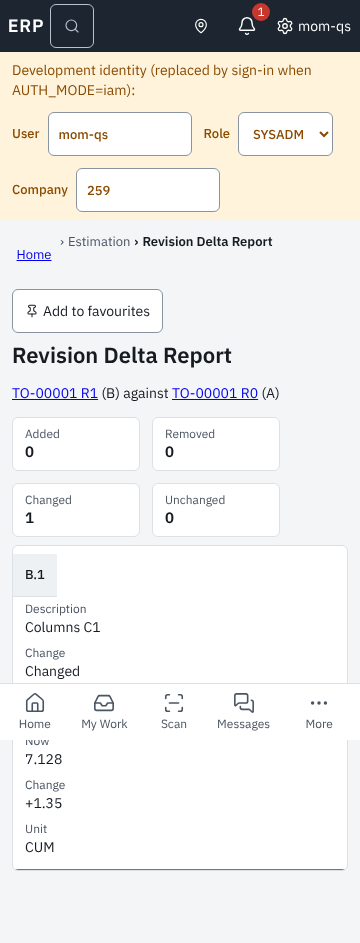 ERP
1
mom-qs
Development identity (replaced by sign-in when
AUTH_MODE=iam):
User mom-qs Role SYSADM
Company 259
Home › Estimation › Revision Delta Report
Add to favourites
Revision Delta Report
TO-00001 R1 (B) against TO-00001 R0 (A)
Added
0
Removed
0
Changed
1
Unchanged
0
B.1
Description
Columns C1
Change
Changed
Home
My Work
Scan
Messages
More
Now
7.128
Change
+1.35
Unit
CUM